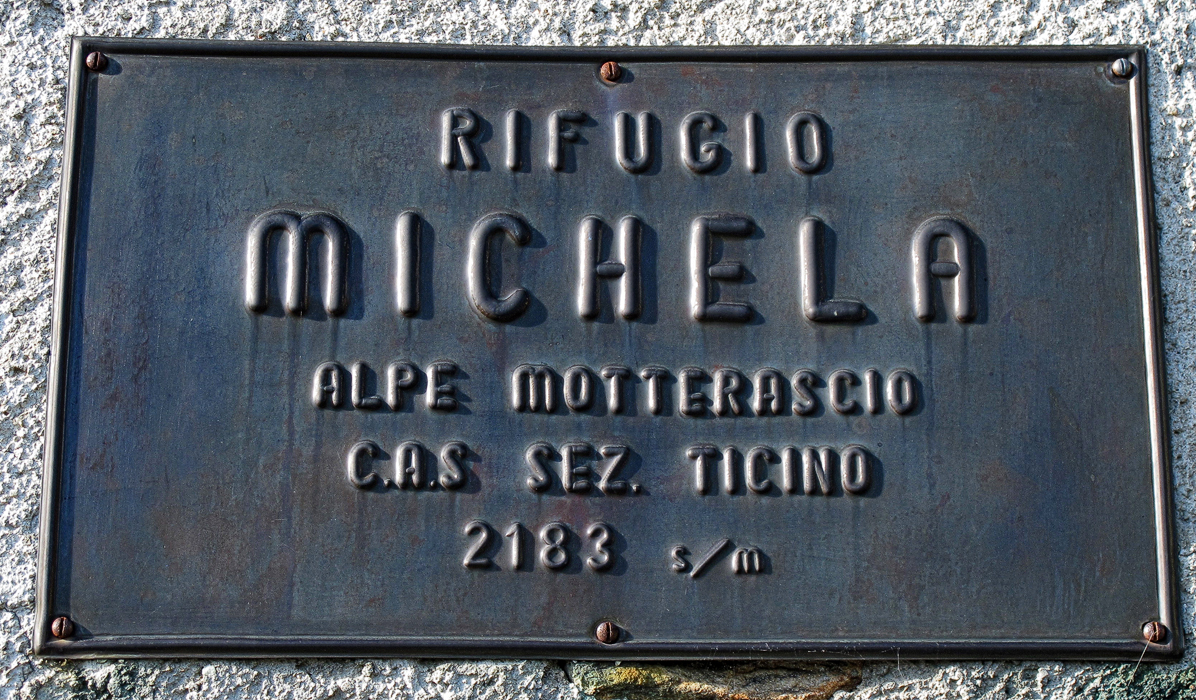 RIFUGIO
MICHELA
ALPE MOTTERASCIO
C.A.S SEZ. TICINO
2183 s/m